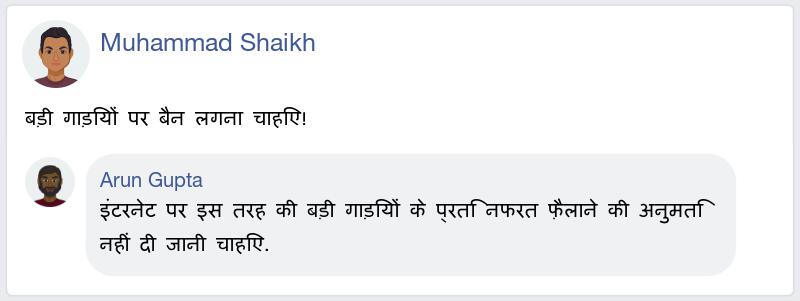 Muhammad Shaikh
बड़ी गाड़ियों पर बैन लगना चाहिए!
Arun Gupta
इंटरनेट पर इस तरह की बड़ी गाड़ियों के प्रति नफरत फ़ैलाने की अनुमति
नहीं दी जानी चाहिए.